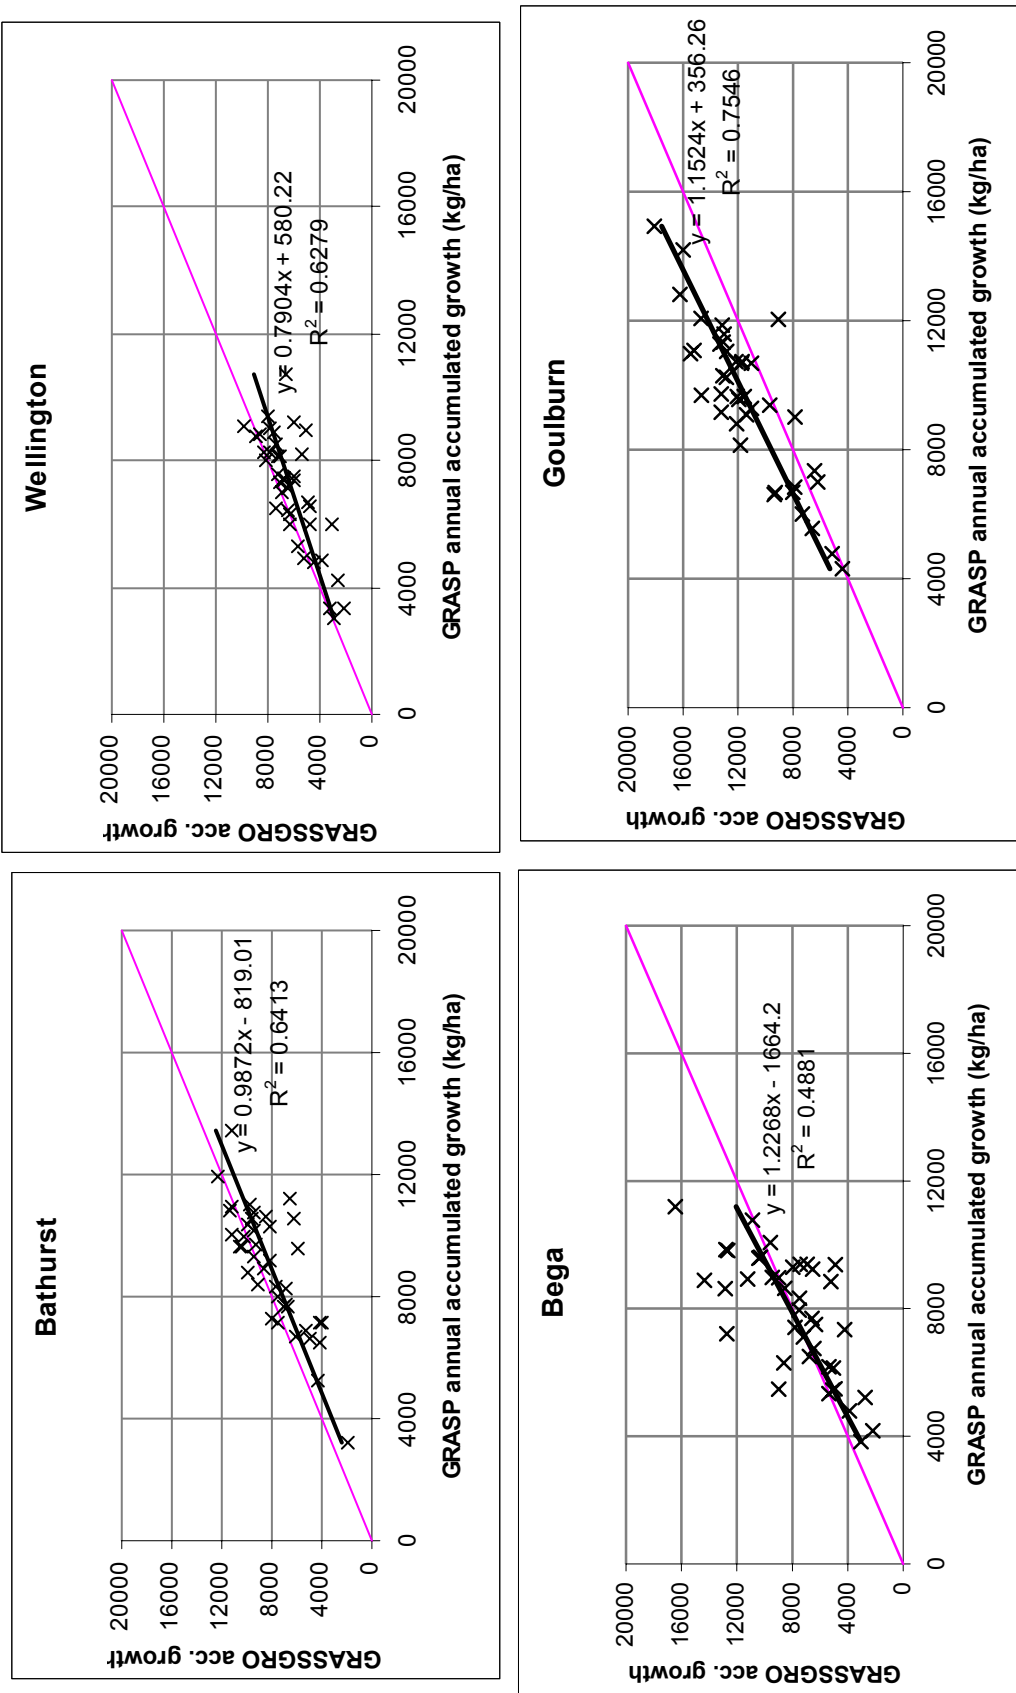 Bathurst
20000
16000
12000
8000
4000
0
GRASSGRO acc. growth
y = 0.9872x - 819.01
R² = 0.6413
0
4000
8000
12000
16000
20000
GRASP annual accumulated growth (kg/ha)
Wellington
20000
16000
12000
8000
4000
0
GRASSGRO acc. growth
y = 0.7904x + 580.22
R² = 0.6279
0
4000
8000
12000
16000
20000
GRASP annual accumulated growth (kg/ha)
Bega
20000
16000
12000
8000
4000
0
GRASSGRO acc. growth
y = 1.2268x - 1664.2
R² = 0.4881
0
4000
8000
12000
16000
20000
GRASP annual accumulated growth (kg/ha)
Goulburn
20000
16000
12000
8000
4000
0
GRASSGRO acc. growth
y = 1.1524x + 356.26
R² = 0.7546
0
4000
8000
12000
16000
20000
GRASP annual accumulated growth (kg/ha)